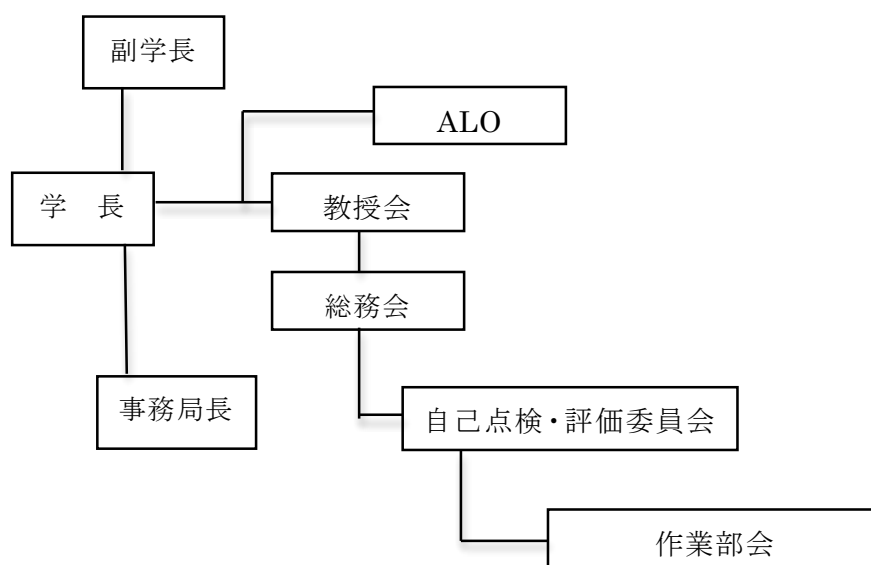 副学長
ALO
学　長
教授会
総務会
事務局長
自己点検・評価委員会
作業部会